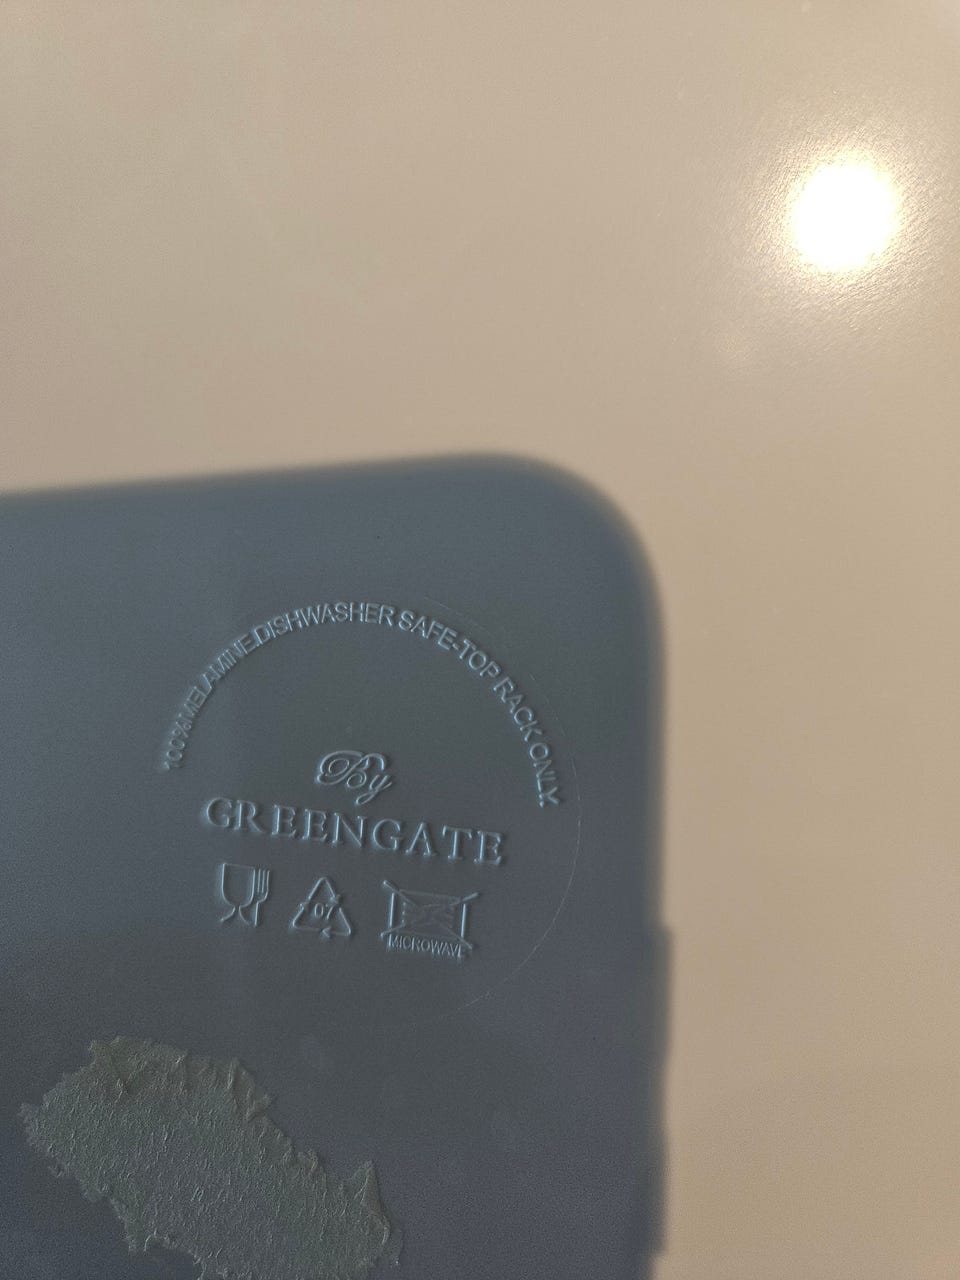 100% MELAMINE.DISHWASHER SAFE-TOP RACK ONLY.
By
GREENGATE
07
MICROWAVE